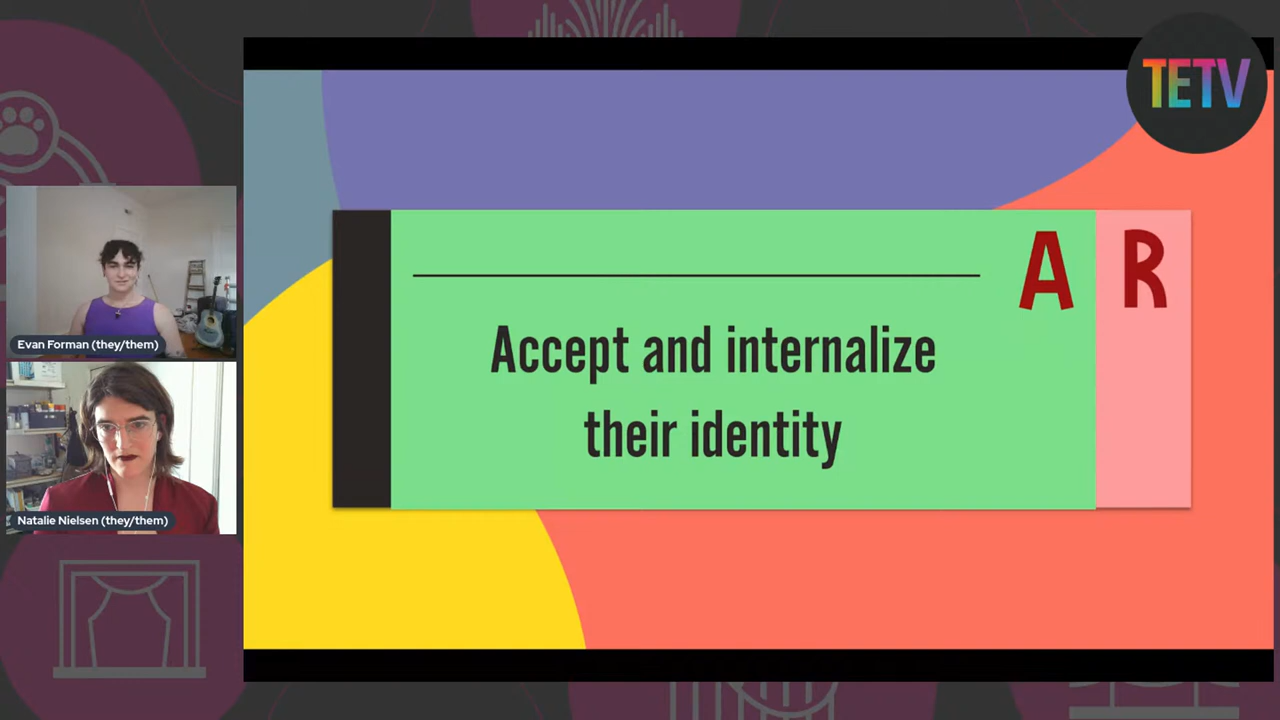 TETV
A R
Accept and internalize
their identity
Evan Forman (they/them)
Natalie Nielsen (they/them)